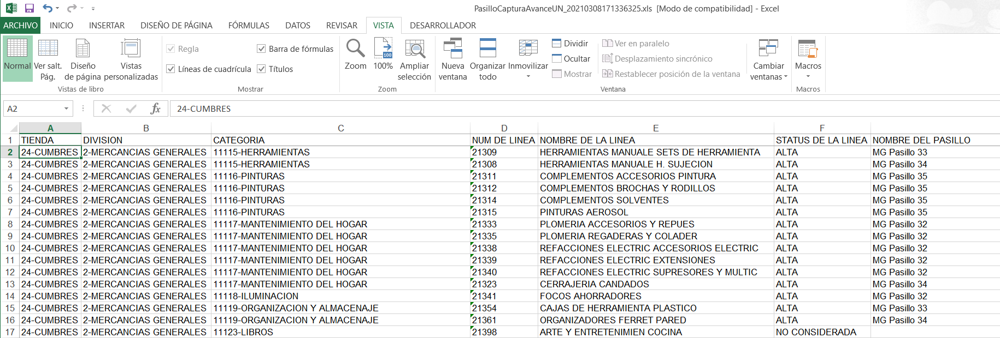 PasilloCapturaAvanceUN_20210308171336325.xls [Modo de compatibilidad] - Excel
ARCHIVO INICIO INSERTAR DISEÑO DE PÁGINA FÓRMULAS DATOS REVISAR VISTA DESARROLLADOR
Normal
Ver salt. Pág.
Diseño de página
Vistas personalizadas
Vistas de libro
Regla
Barra de fórmulas
Líneas de cuadrícula
Títulos
Mostrar
Zoom
100
100%
Ampliar selección
Zoom
Nueva ventana
Organizar todo
Inmovilizar
Dividir
Ocultar
Mostrar
Ver en paralelo
Desplazamiento sincrónico
Restablecer posición de la ventana
Ventana
Cambiar ventanas
Macros
Macros
A2 fx 24-CUMBRES
A B C D E F
1 TIENDA DIVISION CATEGORIA NUM DE LINEA NOMBRE DE LA LINEA STATUS DE LA LINEA NOMBRE DEL PASILLO
2 24-CUMBRES 2-MERCANCIAS GENERALES 11115-HERRAMIENTAS 21309 HERRAMIENTAS MANUALE SETS DE HERRAMIENTA ALTA MG Pasillo 33
3 24-CUMBRES 2-MERCANCIAS GENERALES 11115-HERRAMIENTAS 21308 HERRAMIENTAS MANUALE H. SUJECION ALTA MG Pasillo 34
4 24-CUMBRES 2-MERCANCIAS GENERALES 11116-PINTURAS 21311 COMPLEMENTOS ACCESORIOS PINTURA ALTA MG Pasillo 35
5 24-CUMBRES 2-MERCANCIAS GENERALES 11116-PINTURAS 21312 COMPLEMENTOS BROCHAS Y RODILLOS ALTA MG Pasillo 35
6 24-CUMBRES 2-MERCANCIAS GENERALES 11116-PINTURAS 21314 COMPLEMENTOS SOLVENTES ALTA MG Pasillo 35
7 24-CUMBRES 2-MERCANCIAS GENERALES 11116-PINTURAS 21315 PINTURAS AEROSOL ALTA MG Pasillo 35
8 24-CUMBRES 2-MERCANCIAS GENERALES 11117-MANTENIMIENTO DEL HOGAR 21333 PLOMERIA ACCESORIOS Y REPUES ALTA MG Pasillo 32
9 24-CUMBRES 2-MERCANCIAS GENERALES 11117-MANTENIMIENTO DEL HOGAR 21335 PLOMERIA REGADERAS Y COLADER ALTA MG Pasillo 32
10 24-CUMBRES 2-MERCANCIAS GENERALES 11117-MANTENIMIENTO DEL HOGAR 21338 REFACCIONES ELECTRIC ACCESORIOS ELECTRIC ALTA MG Pasillo 32
11 24-CUMBRES 2-MERCANCIAS GENERALES 11117-MANTENIMIENTO DEL HOGAR 21339 REFACCIONES ELECTRIC EXTENSIONES ALTA MG Pasillo 32
12 24-CUMBRES 2-MERCANCIAS GENERALES 11117-MANTENIMIENTO DEL HOGAR 21340 REFACCIONES ELECTRIC SUPRESORES Y MULTIC ALTA MG Pasillo 32
13 24-CUMBRES 2-MERCANCIAS GENERALES 11117-MANTENIMIENTO DEL HOGAR 21323 CERRAJERIA CANDADOS ALTA MG Pasillo 34
14 24-CUMBRES 2-MERCANCIAS GENERALES 11118-ILUMINACION 21341 FOCOS AHORRADORES ALTA MG Pasillo 32
15 24-CUMBRES 2-MERCANCIAS GENERALES 11119-ORGANIZACION Y ALMACENAJE 21354 CAJAS DE HERRAMIENTA PLASTICO ALTA MG Pasillo 33
16 24-CUMBRES 2-MERCANCIAS GENERALES 11119-ORGANIZACION Y ALMACENAJE 21361 ORGANIZADORES FERRET PARED ALTA MG Pasillo 34
17 24-CUMBRES 2-MERCANCIAS GENERALES 11123-LIBROS 21398 ARTE Y ENTRETENIMIEN COCINA NO CONSIDERADA